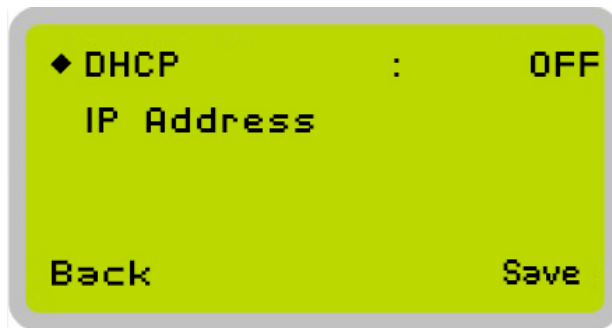 ◆ DHCP : OFF
IP Address
Back Save